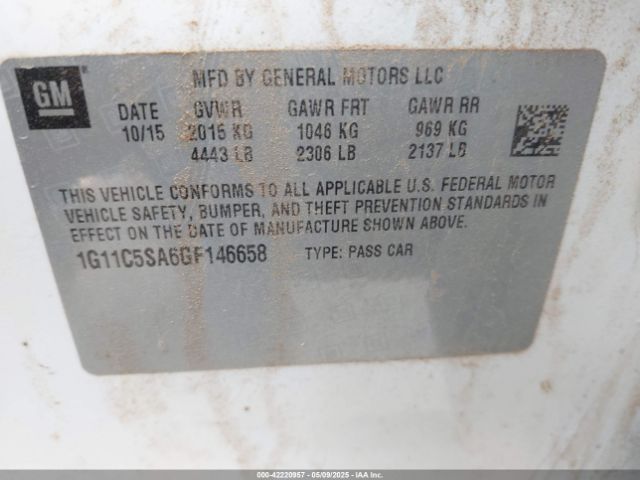 GM
MFD BY GENERAL MOTORS LLC
DATE GVWR GAWR FRT GAWR RR
10/15 2015 KG 1046 KG 969 KG
4443 LB 2306 LB 2137 LB
THIS VEHICLE CONFORMS TO ALL APPLICABLE U.S. FEDERAL MOTOR
VEHICLE SAFETY, BUMPER, AND THEFT PREVENTION STANDARDS IN
EFFECT ON THE DATE OF MANUFACTURE SHOWN ABOVE.
1G11C5SA6GF146658 TYPE: PASS CAR
000-42220957 - 05/09/2025 - IAAI.COM